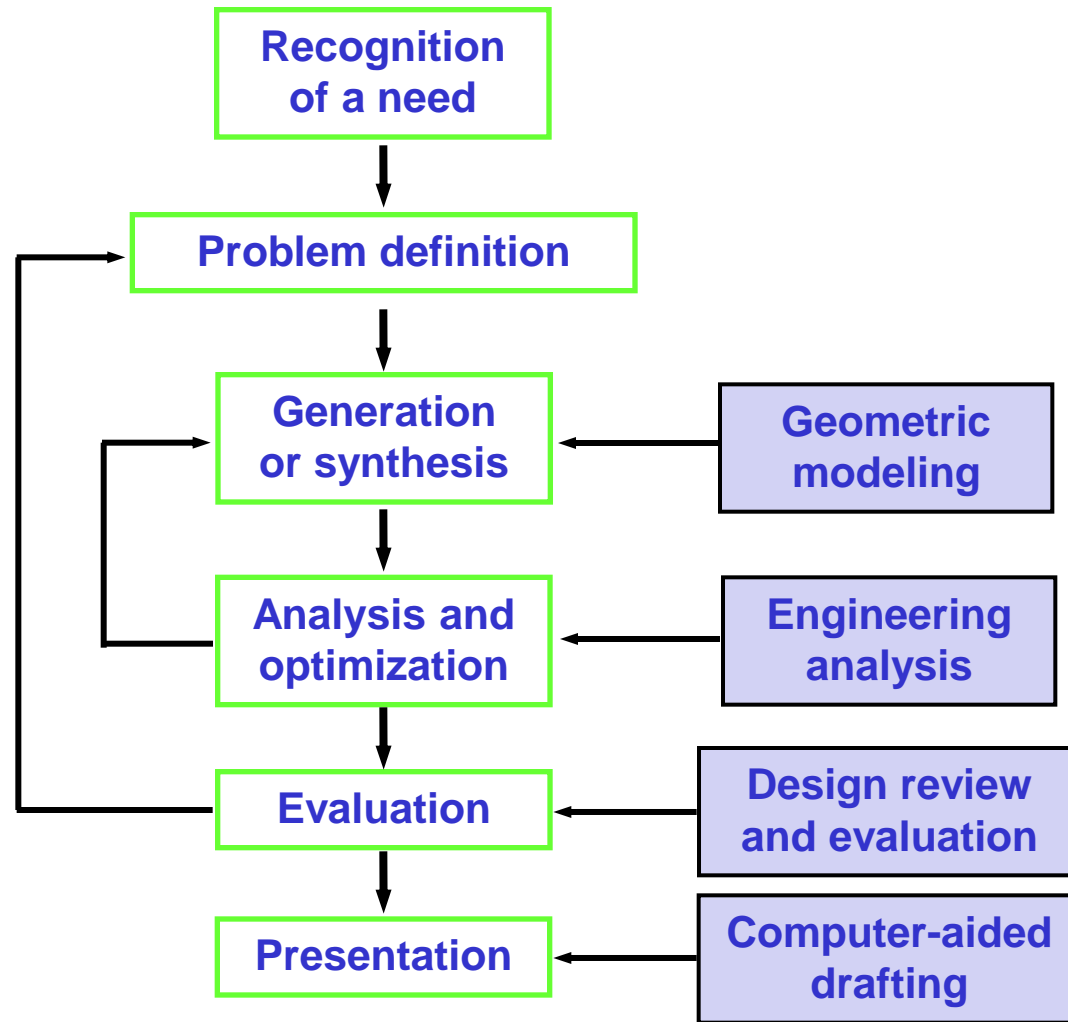 Recognition
of a need
Problem definition
Generation
or synthesis
Geometric
modeling
Analysis and
optimization
Engineering
analysis
Evaluation
Design review
and evaluation
Presentation
Computer-aided
drafting